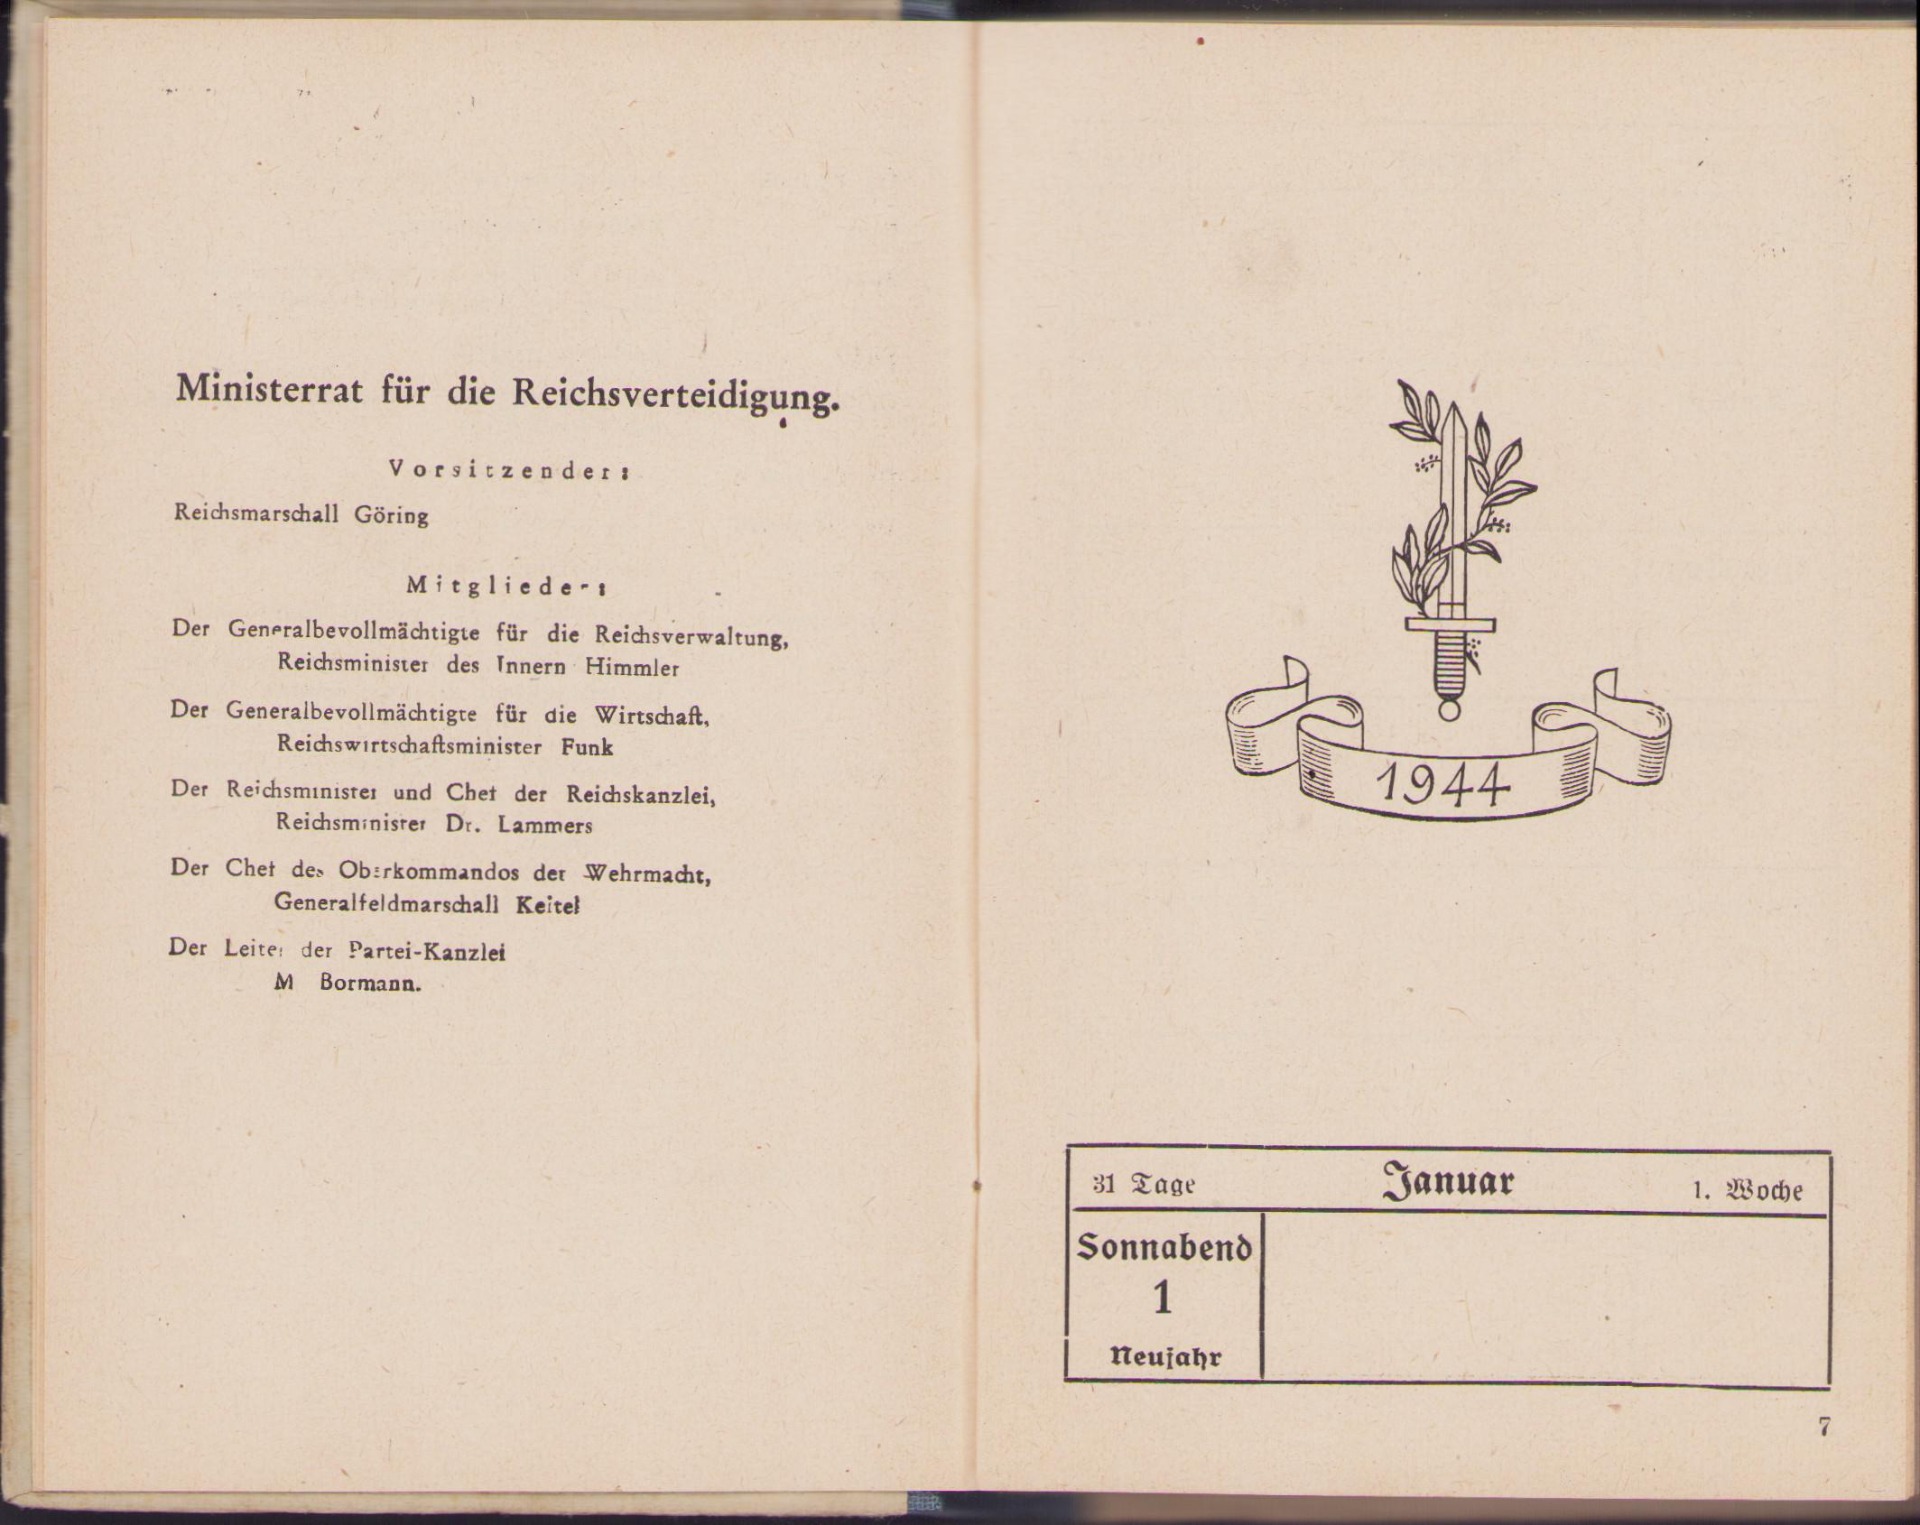 Ministerrat für die Reichsverteidigung.
Vorsitzender:
Reichsmarschall Göring
Mitglieder:
Der Generalbevollmächtigte für die Reichsverwaltung,
Reichsminister des Innern Himmler
Der Generalbevollmächtigte für die Wirtschaft,
Reichswirtschaftsminister Funk
Der Reichsminister und Chef der Reichskanzlei,
Reichsminister Dr. Lammers
Der Chef des Oberkommandos der Wehrmacht,
Generalfeldmarschall Keitel
Der Leiter der Partei-Kanzlei
M Bormann.
1944
31 Tage Januar 1. Woche
Sonnabend
1
Neujahr
7